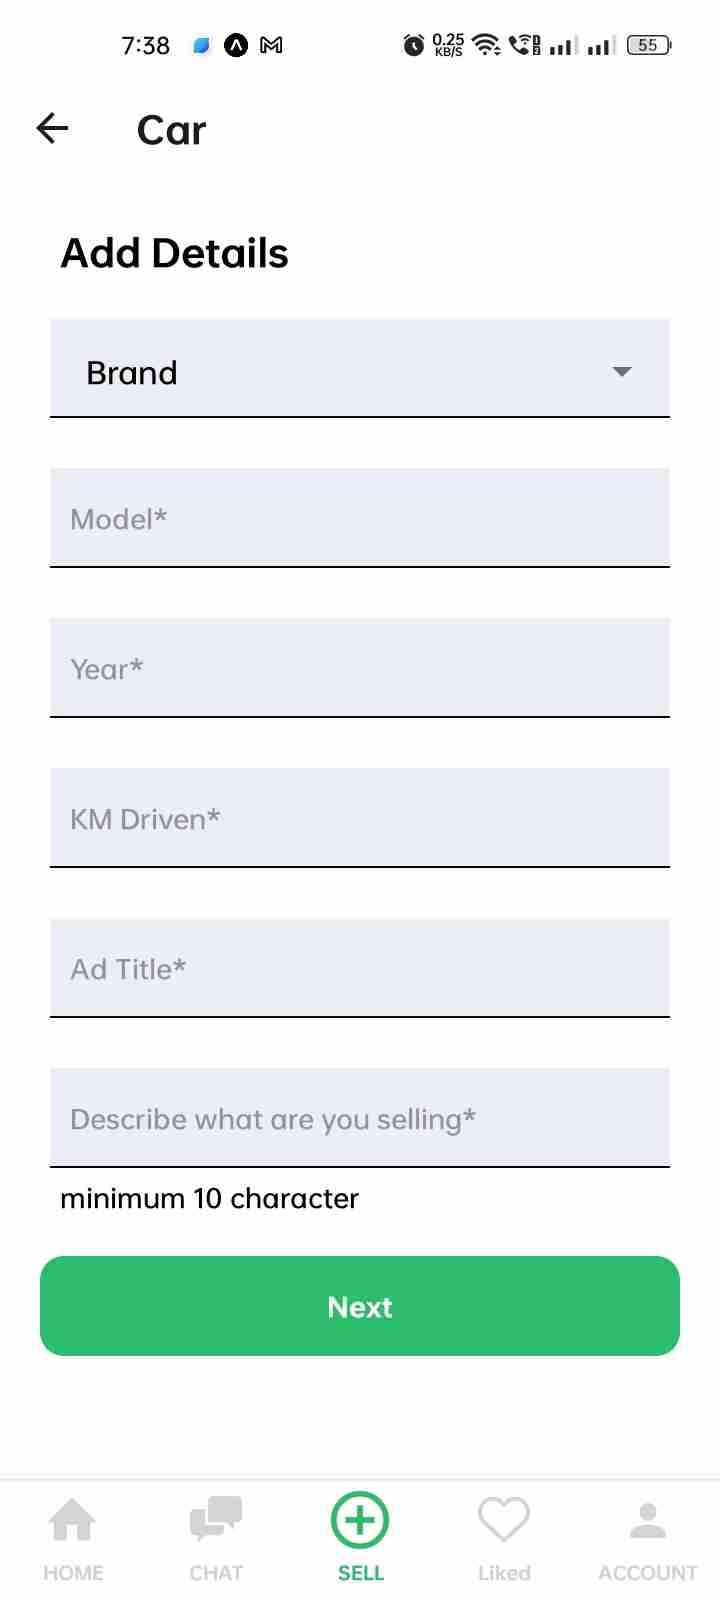 7:38 0.25 KB/S 55
Car
Add Details
Brand
Model*
Year*
KM Driven*
Ad Title*
Describe what are you selling*
minimum 10 character
Next
HOME CHAT SELL Liked ACCOUNT